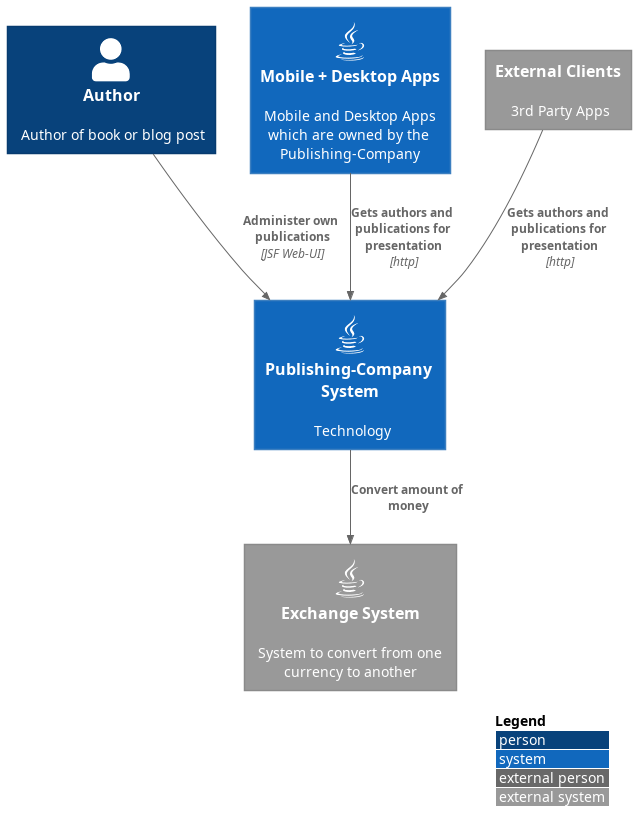 Author
Author of book or blog post
Mobile + Desktop Apps
Mobile and Desktop Apps
which are owned by the
Publishing-Company
External Clients
3rd Party Apps
Administer own
publications
[JSF Web-UI]
Gets authors and
publications for
presentation
[http]
Gets authors and
publications for
presentation
[http]
Publishing-Company
System
Technology
Convert amount of
money
Exchange System
System to convert from one
currency to another
Legend
person
system
external person
external system